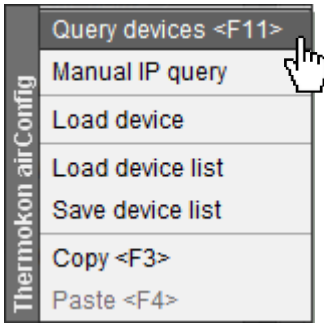 Thermokon airConfig
Query devices <F11>
Manual IP query
Load device
Load device list
Save device list
Copy <F3>
Paste <F4>